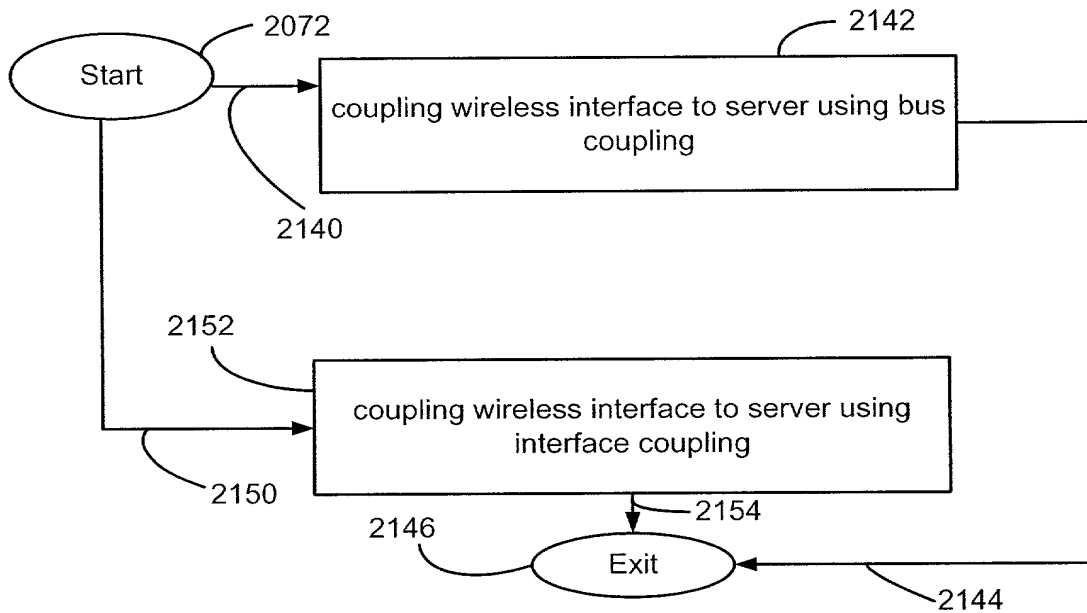 2072
2142
Start
coupling wireless interface to server using bus
coupling
2140
2152
coupling wireless interface to server using
interface coupling
2150
2154
2146
Exit
2144